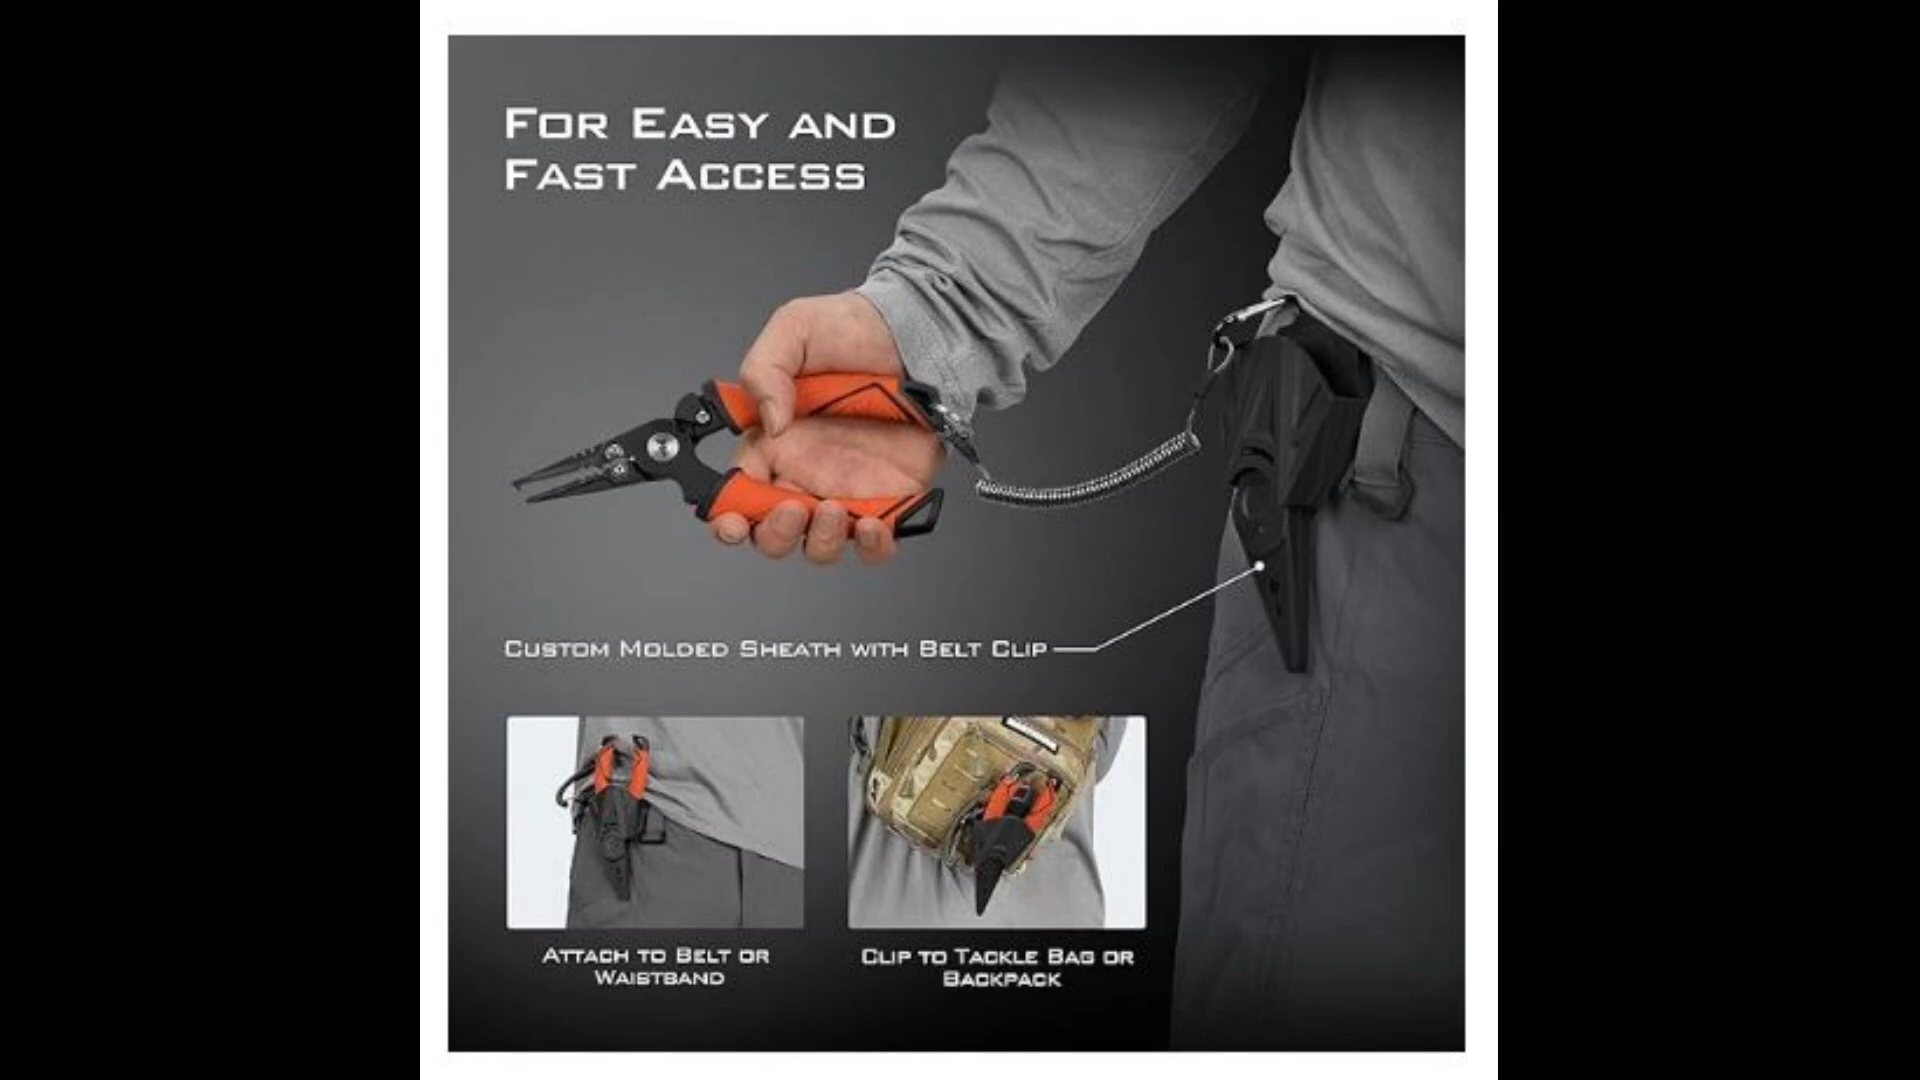 FOR EASY AND
FAST ACCESS
CUSTOM MOLDED SHEATH WITH BELT CLIP
ATTACH TO BELT OR
WAISTBAND
CLIP TO TACKLE BAG OR
BACKPACK